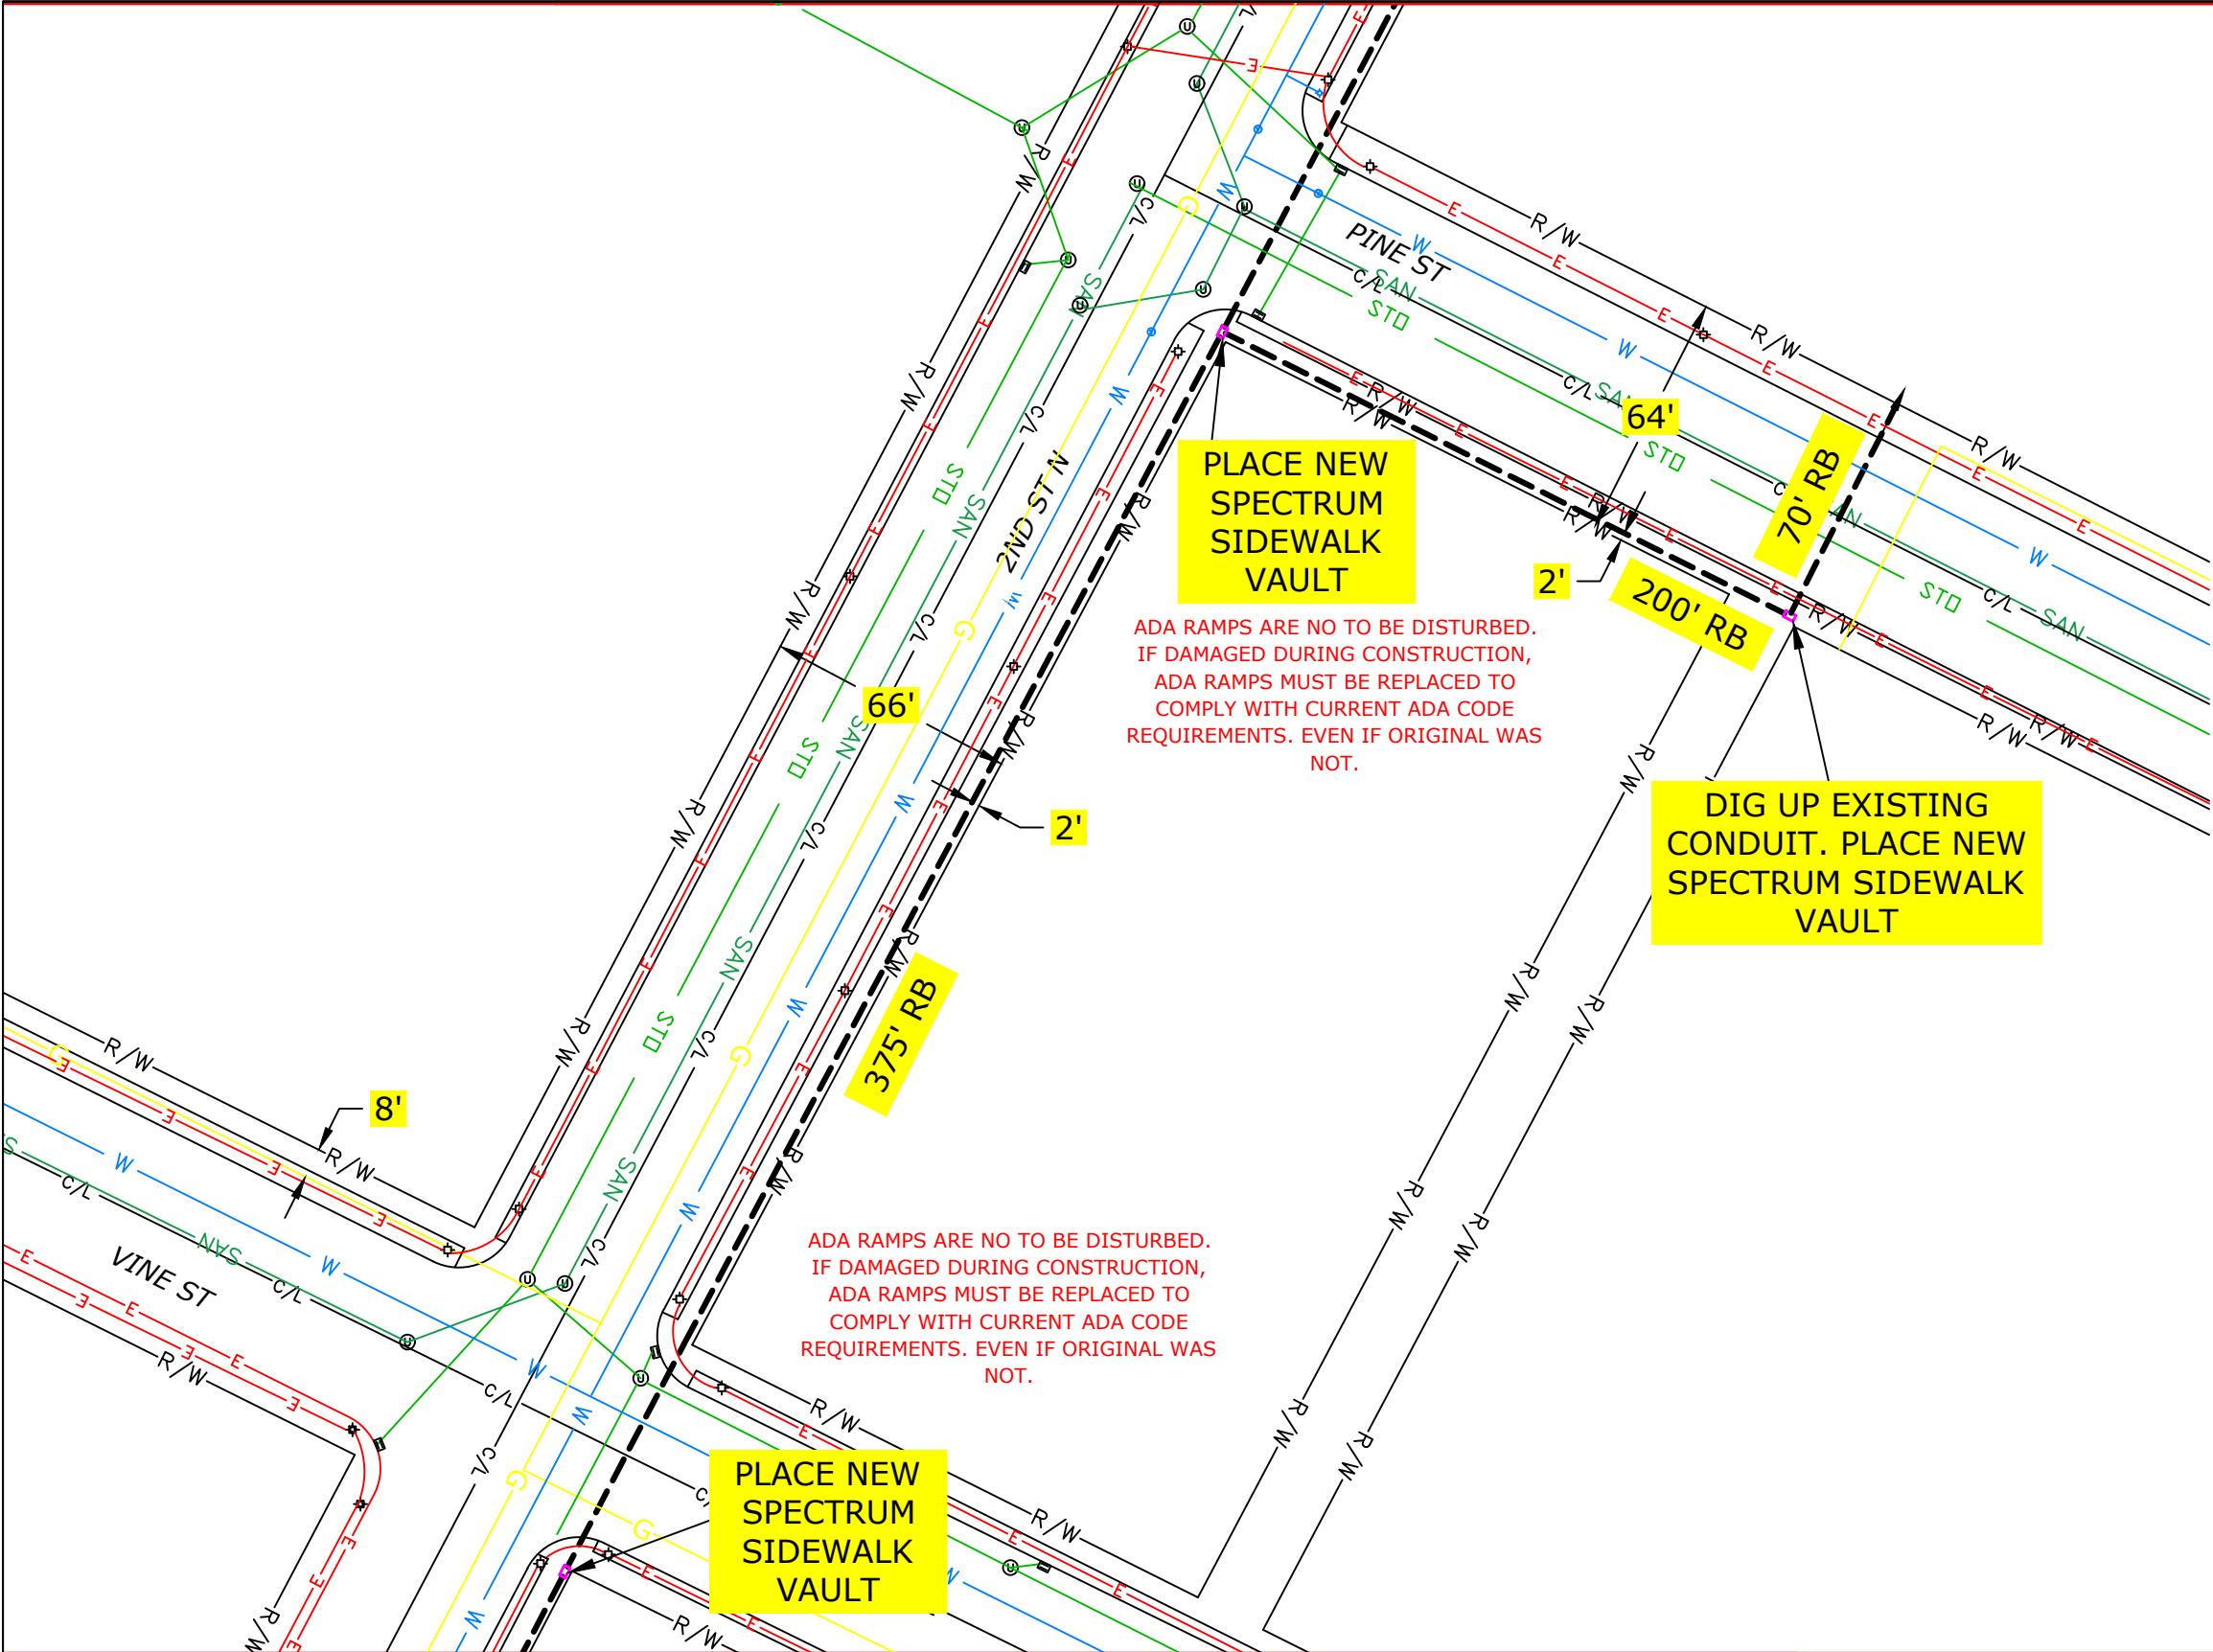 PINE ST
2ND ST N
VINE ST
PLACE NEW
SPECTRUM
SIDEWALK
VAULT
ADA RAMPS ARE NO TO BE DISTURBED.
IF DAMAGED DURING CONSTRUCTION,
ADA RAMPS MUST BE REPLACED TO
COMPLY WITH CURRENT ADA CODE
REQUIREMENTS. EVEN IF ORIGINAL WAS
NOT.
64'
70' RB
2'
200' RB
DIG UP EXISTING
CONDUIT. PLACE NEW
SPECTRUM SIDEWALK
VAULT
66'
2'
375' RB
8'
ADA RAMPS ARE NO TO BE DISTURBED.
IF DAMAGED DURING CONSTRUCTION,
ADA RAMPS MUST BE REPLACED TO
COMPLY WITH CURRENT ADA CODE
REQUIREMENTS. EVEN IF ORIGINAL WAS
NOT.
PLACE NEW
SPECTRUM
SIDEWALK
VAULT
R/W
C/L
SAN
STO
E
W
G